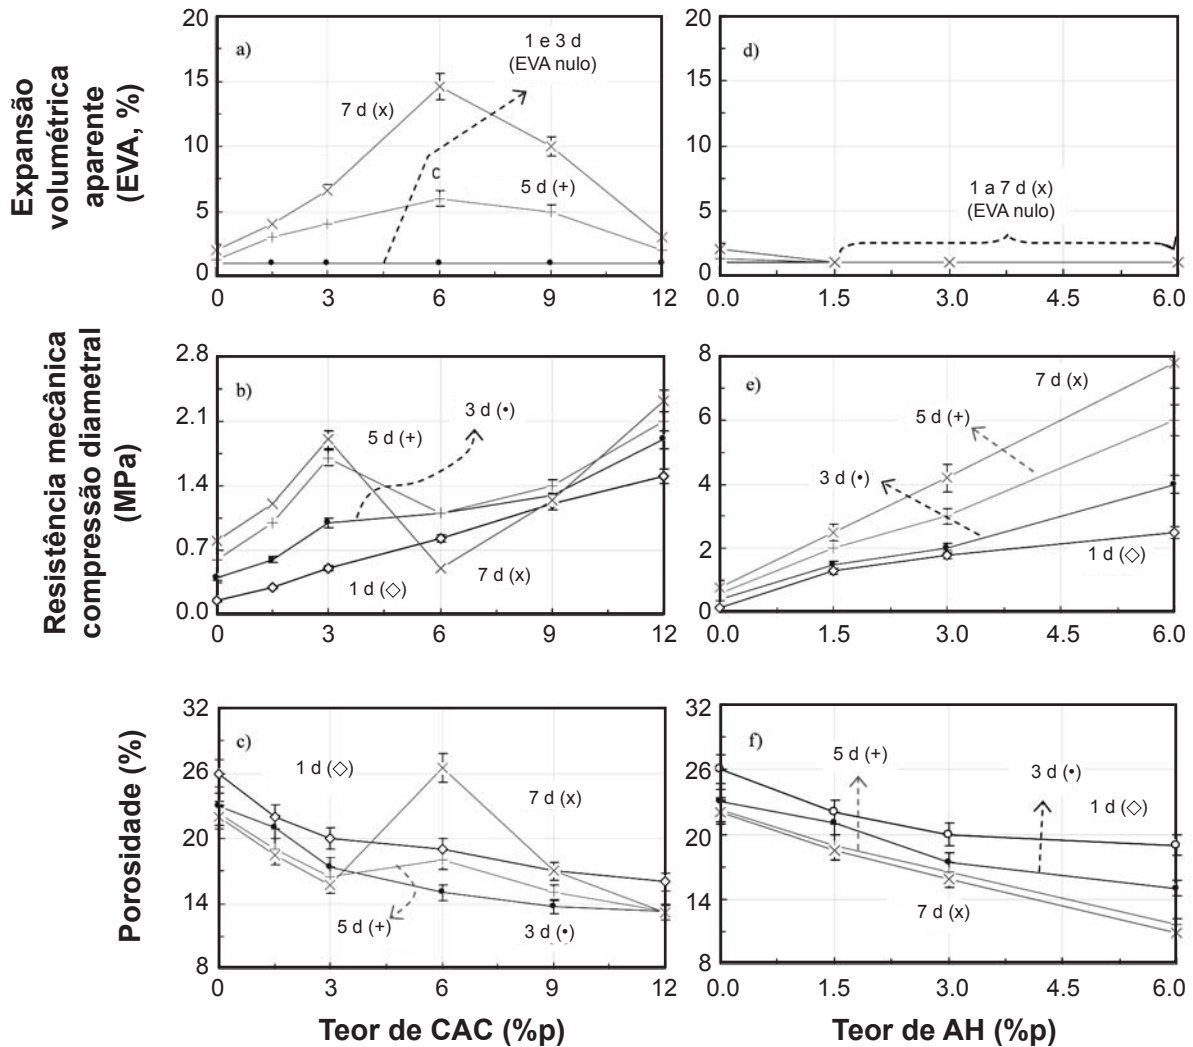 Expansão
volumétrica
aparente
(EVA, %)
20
15
10
5
0
a)
1 e 3 d
(EVA nulo)
7 d (x)
c
5 d (+)
0 3 6 9 12
20
15
10
5
0
d)
1 a 7 d (x)
(EVA nulo)
0.0 1.5 3.0 4.5 6.0
Resistência mecânica
compressão diametral
(MPa)
2.8
2.1
1.4
0.7
0.0
b)
3 d (•)
5 d (+)
1 d (◇)
7 d (x)
0 3 6 9 12
8
6
4
2
0
e)
7 d (x)
5 d (+)
3 d (•)
1 d (◇)
0.0 1.5 3.0 4.5 6.0
Porosidade (%)
32
26
20
14
8
c)
1 d (◇)
7 d (x)
5 d (+)
3 d (•)
0 3 6 9 12
Teor de CAC (%p)
32
26
20
14
8
f)
5 d (+)
3 d (•)
1 d (◇)
7 d (x)
0.0 1.5 3.0 4.5 6.0
Teor de AH (%p)